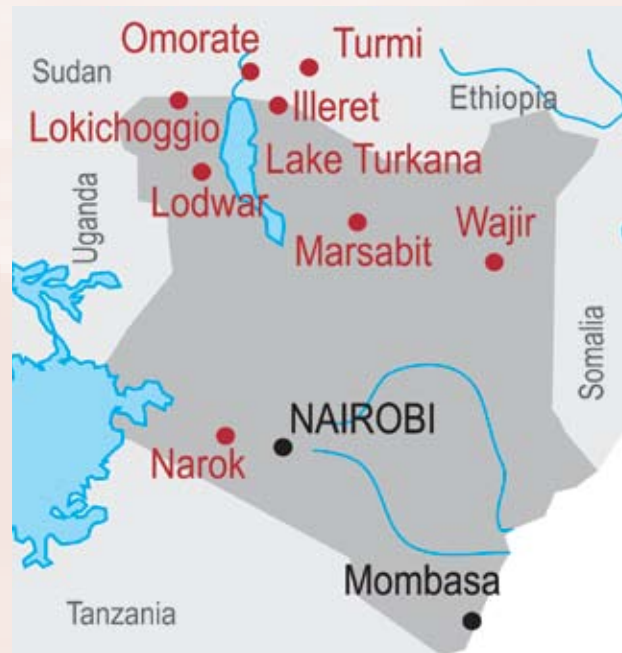 Omorate
Turmi
Sudan
Ethiopia
Illeret
Lokichoggio
Lake Turkana
Lodwar
Uganda
Marsabit
Wajir
Somalia
NAIROBI
Narok
Mombasa
Tanzania